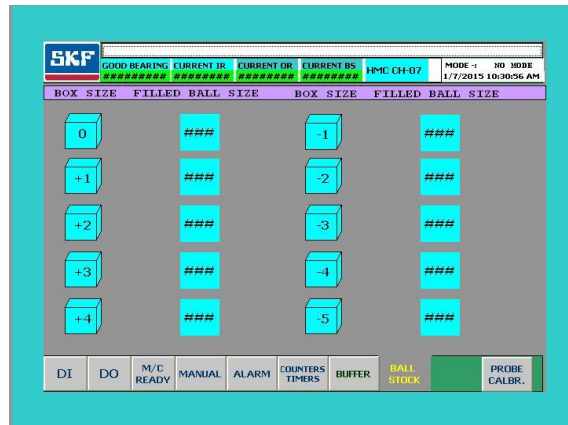 SKF
GOOD BEARING CURRENT IR CURRENT OR CURRENT BS HMC CH-07 MODE -: NO MODE
######### ######## ######## ######## 1/7/2015 10:30:56 AM
BOX SIZE FILLED BALL SIZE BOX SIZE FILLED BALL SIZE
0 ### -1 ###
+1 ### -2 ###
+2 ### -3 ###
+3 ### -4 ###
+4 ### -5 ###
DI DO M/C READY MANUAL ALARM COUNTERS TIMERS BUFFER BALL STOCK PROBE CALBR.